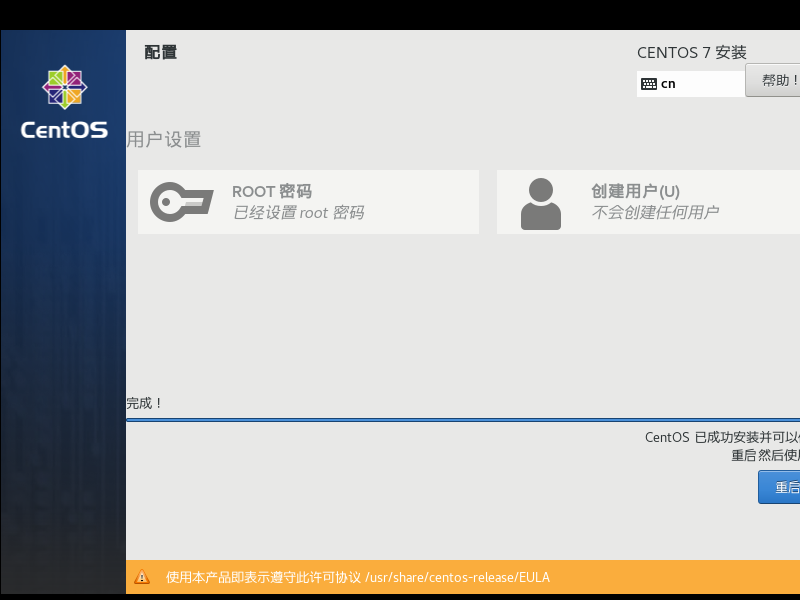 配置
CENTOS 7 安装
cn
帮助！
CentOS
用户设置
ROOT 密码
已经设置 root 密码
创建用户(U)
不会创建任何用户
完成！
CentOS 已成功安装并可以
重启然后使
重启
使用本产品即表示遵守此许可协议 /usr/share/centos-release/EULA